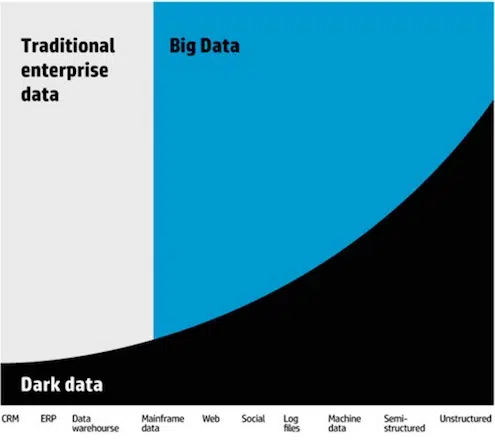 Traditional
enterprise
data
Big Data
Dark data
CRM
ERP
Data
warehourse
Mainframe
data
Web
Social
Log
files
Machine
data
Semi-
structured
Unstructured